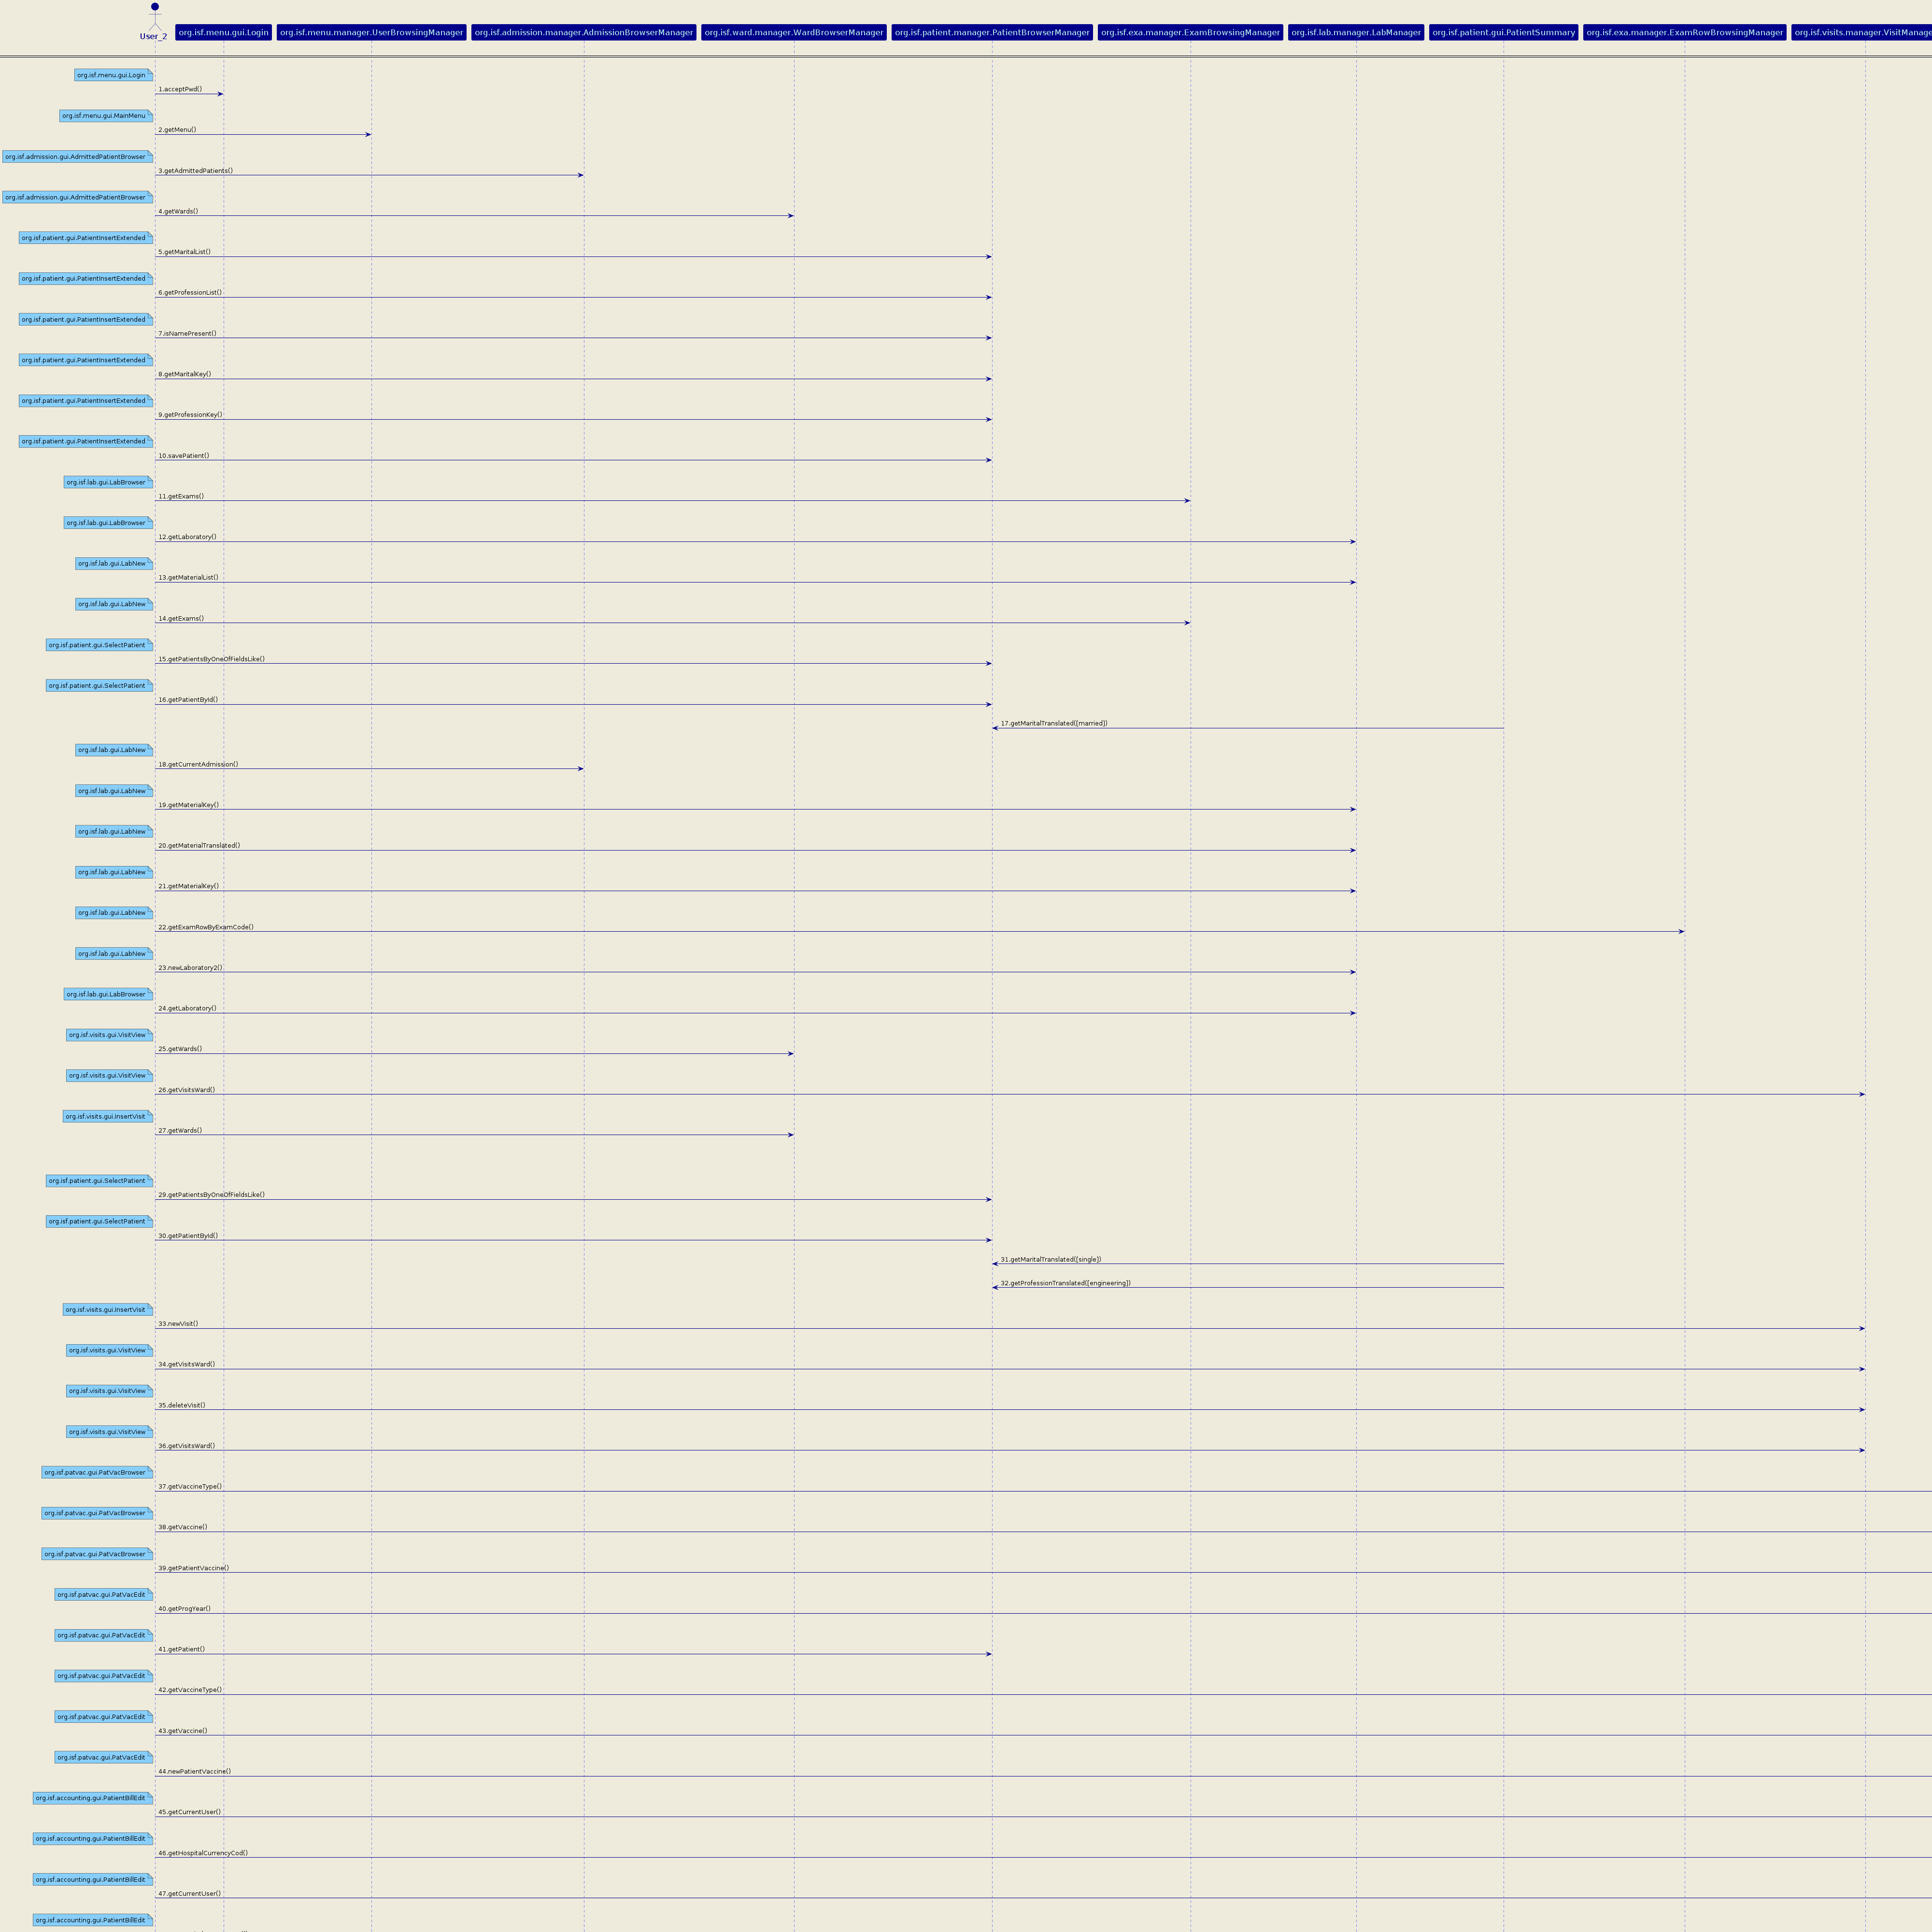 User_2
org.isf.menu.gui.Login
org.isf.menu.manager.UserBrowsingManager
org.isf.admission.manager.AdmissionBrowserManager
org.isf.ward.manager.WardBrowserManager
org.isf.patient.manager.PatientBrowserManager
org.isf.exa.manager.ExamBrowsingManager
org.isf.lab.manager.LabManager
org.isf.patient.gui.PatientSummary
org.isf.exa.manager.ExamRowBrowsingManager
org.isf.visits.manager.VisitManage
org.isf.menu.gui.Login
1.acceptPwd()
org.isf.menu.gui.MainMenu
2.getMenu()
org.isf.admission.gui.AdmittedPatientBrowser
3.getAdmittedPatients()
org.isf.admission.gui.AdmittedPatientBrowser
4.getWards()
org.isf.patient.gui.PatientInsertExtended
5.getMaritalList()
org.isf.patient.gui.PatientInsertExtended
6.getProfessionList()
org.isf.patient.gui.PatientInsertExtended
7.isNamePresent()
org.isf.patient.gui.PatientInsertExtended
8.getMaritalKey()
org.isf.patient.gui.PatientInsertExtended
9.getProfessionKey()
org.isf.patient.gui.PatientInsertExtended
10.savePatient()
org.isf.lab.gui.LabBrowser
11.getExams()
org.isf.lab.gui.LabBrowser
12.getLaboratory()
org.isf.lab.gui.LabNew
13.getMaterialList()
org.isf.lab.gui.LabNew
14.getExams()
org.isf.patient.gui.SelectPatient
15.getPatientsByOneOfFieldsLike()
org.isf.patient.gui.SelectPatient
16.getPatientById()
17.getMaritalTranslated([married])
org.isf.lab.gui.LabNew
18.getCurrentAdmission()
org.isf.lab.gui.LabNew
19.getMaterialKey()
org.isf.lab.gui.LabNew
20.getMaterialTranslated()
org.isf.lab.gui.LabNew
21.getMaterialKey()
org.isf.lab.gui.LabNew
22.getExamRowByExamCode()
org.isf.lab.gui.LabNew
23.newLaboratory2()
org.isf.lab.gui.LabBrowser
24.getLaboratory()
org.isf.visits.gui.VisitView
25.getWards()
org.isf.visits.gui.VisitView
26.getVisitsWard()
org.isf.visits.gui.InsertVisit
27.getWards()
org.isf.patient.gui.SelectPatient
29.getPatientsByOneOfFieldsLike()
org.isf.patient.gui.SelectPatient
30.getPatientById()
31.getMaritalTranslated([single])
32.getProfessionTranslated([engineering])
org.isf.visits.gui.InsertVisit
33.newVisit()
org.isf.visits.gui.VisitView
34.getVisitsWard()
org.isf.visits.gui.VisitView
35.deleteVisit()
org.isf.visits.gui.VisitView
36.getVisitsWard()
org.isf.patvac.gui.PatVacBrowser
37.getVaccineType()
org.isf.patvac.gui.PatVacBrowser
38.getVaccine()
org.isf.patvac.gui.PatVacBrowser
39.getPatientVaccine()
org.isf.patvac.gui.PatVacEdit
40.getProgYear()
org.isf.patvac.gui.PatVacEdit
41.getPatient()
org.isf.patvac.gui.PatVacEdit
42.getVaccineType()
org.isf.patvac.gui.PatVacEdit
43.getVaccine()
org.isf.patvac.gui.PatVacEdit
44.newPatientVaccine()
org.isf.accounting.gui.PatientBillEdit
45.getCurrentUser()
org.isf.accounting.gui.PatientBillEdit
46.getHospitalCurrencyCod()
org.isf.accounting.gui.PatientBillEdit
47.getCurrentUser()
org.isf.accounting.gui.PatientBillEdit